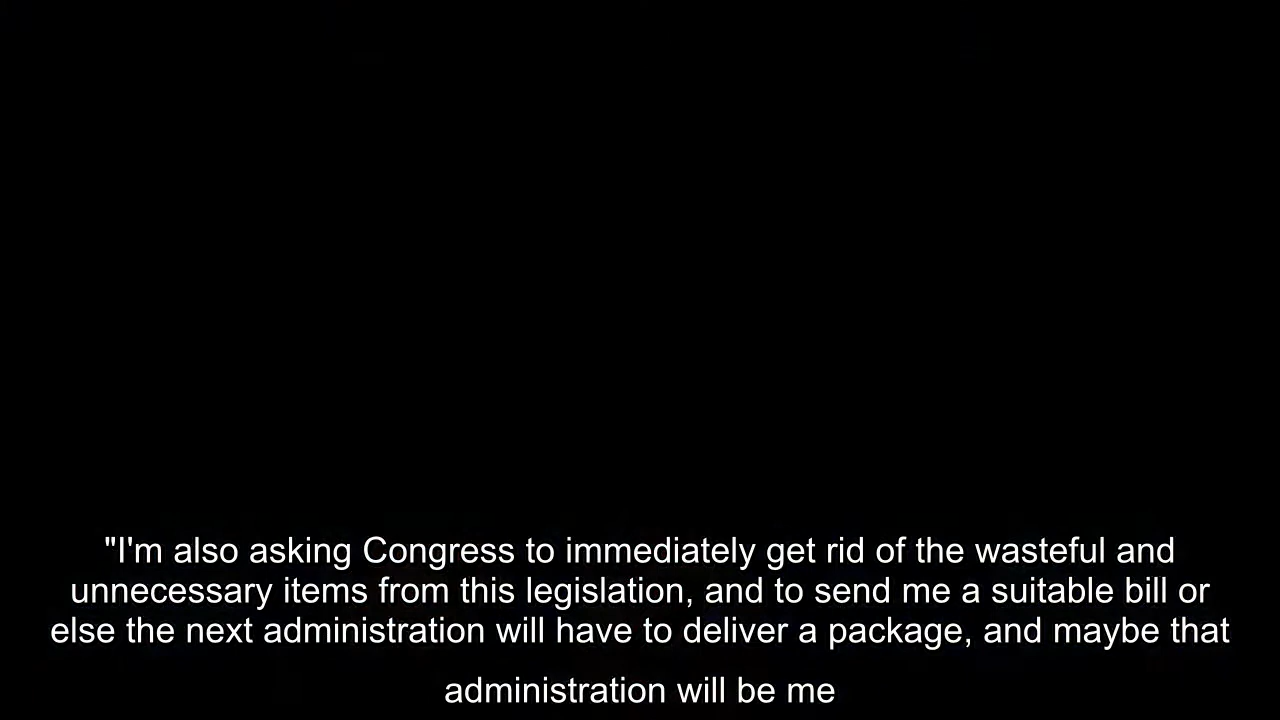 "I'm also asking Congress to immediately get rid of the wasteful and
unnecessary items from this legislation, and to send me a suitable bill or
else the next administration will have to deliver a package, and maybe that
administration will be me